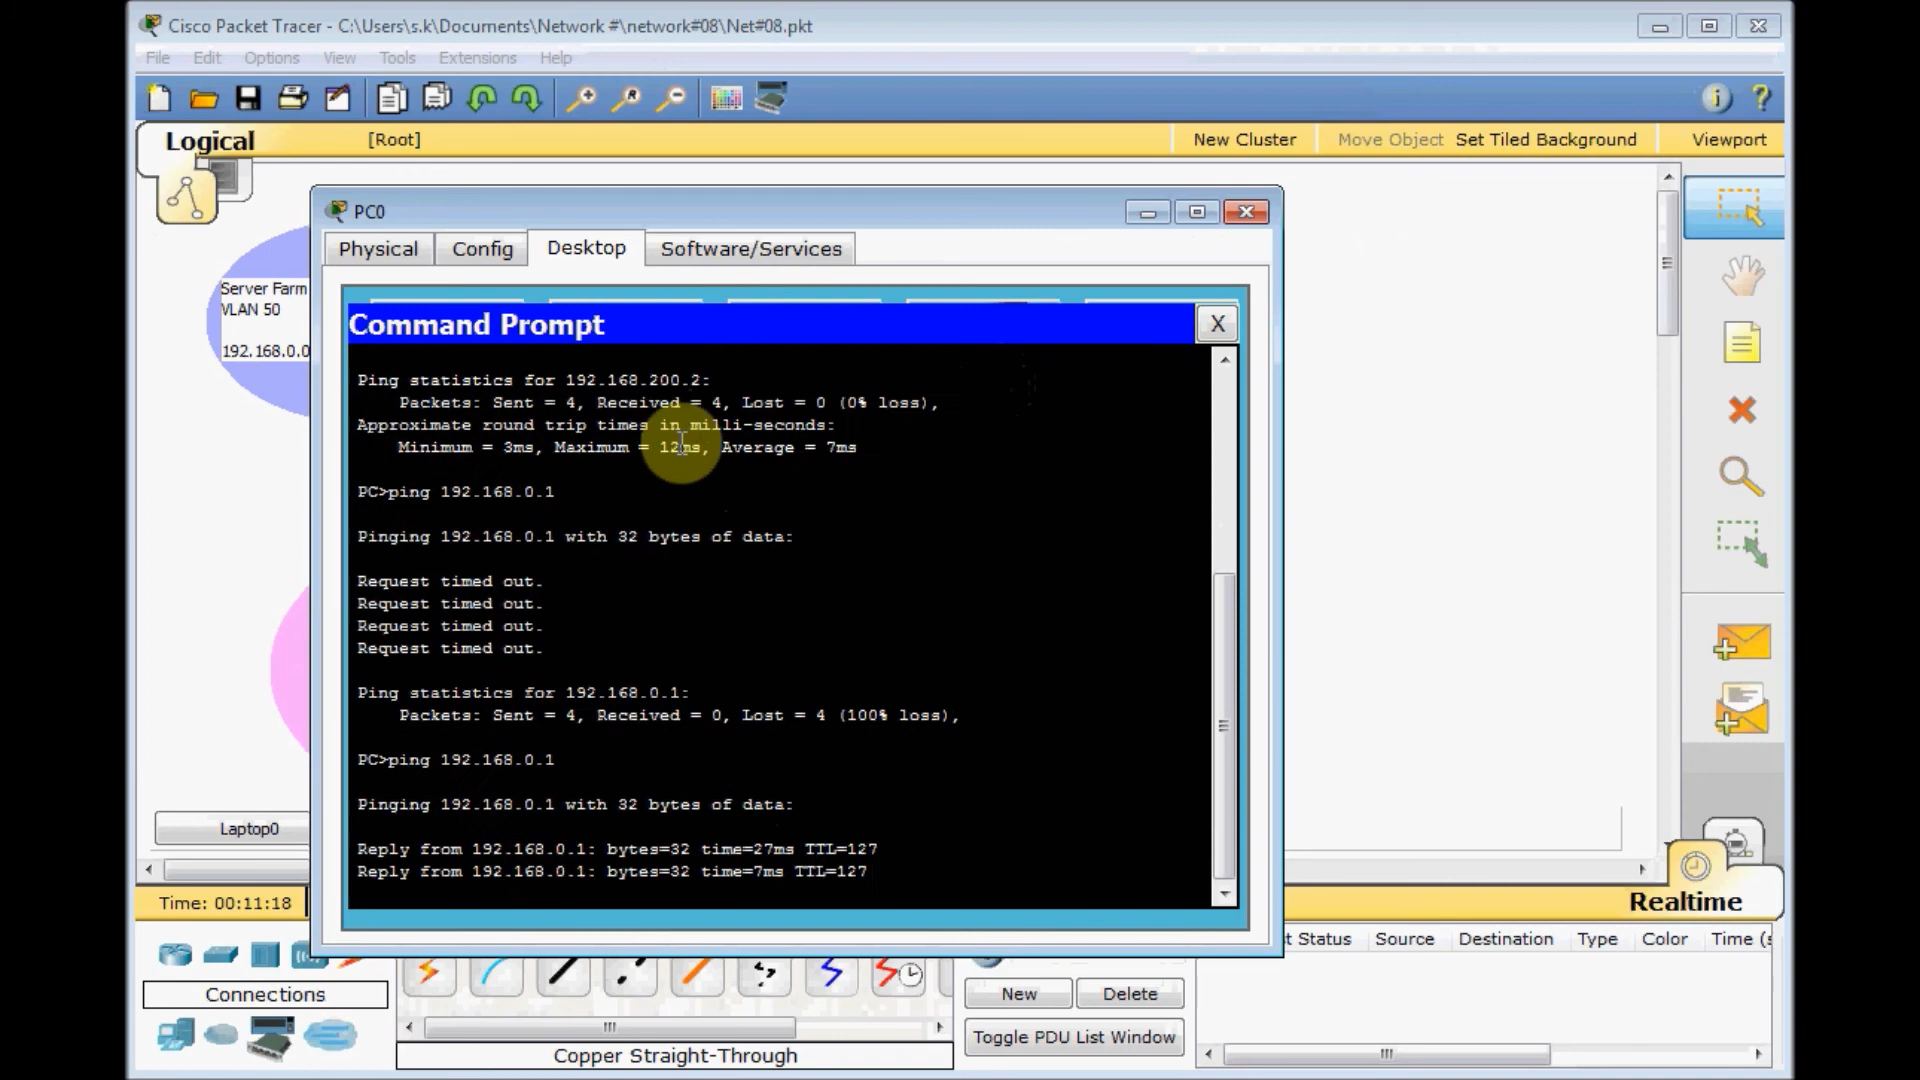 Cisco Packet Tracer - C:\Users\s.k\Documents\Network #\network#08\Net#08.pkt
File Edit Options View Tools Extensions Help
Logical [Root] New Cluster Move Object Set Tiled Background Viewport
PC0
Physical Config Desktop Software/Services
Server Farm
VLAN 50
192.168.0.0
Command Prompt X
Ping statistics for 192.168.200.2:
Packets: Sent = 4, Received = 4, Lost = 0 (0% loss),
Approximate round trip times in milli-seconds:
Minimum = 3ms, Maximum = 12ms, Average = 7ms
PC>ping 192.168.0.1
Pinging 192.168.0.1 with 32 bytes of data:
Request timed out.
Request timed out.
Request timed out.
Request timed out.
Ping statistics for 192.168.0.1:
Packets: Sent = 4, Received = 0, Lost = 4 (100% loss),
PC>ping 192.168.0.1
Pinging 192.168.0.1 with 32 bytes of data:
Reply from 192.168.0.1: bytes=32 time=27ms TTL=127
Reply from 192.168.0.1: bytes=32 time=7ms TTL=127
Laptop0
Time: 00:11:18
Realtime
t Status Source Destination Type Color Time (s
Connections
New Delete
Toggle PDU List Window
Copper Straight-Through